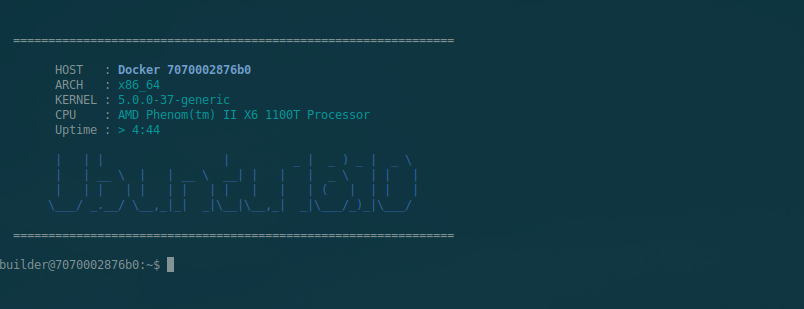 ===============================================================
HOST : Docker 7070002876b0
ARCH : x86_64
KERNEL : 5.0.0-37-generic
CPU : AMD Phenom(tm) II X6 1100T Processor
Uptime : > 4:44
===============================================================
builder@7070002876b0:~$